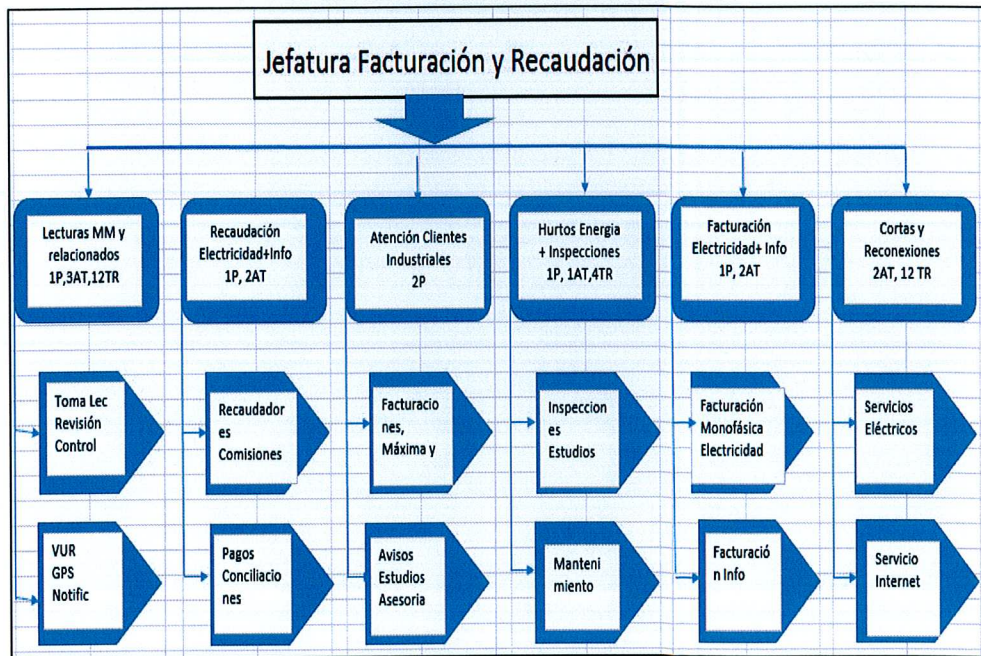 Jefatura Facturación y Recaudación
Lecturas MM y
relacionados
1P,3AT,12TR
Recaudación
Electricidad+Info
1P, 2AT
Atención Clientes
Industriales
2P
Hurtos Energia
+ Inspecciones
1P, 1AT,4TR
Facturación
Electricidad+ Info
1P, 2AT
Cortas y
Reconexiones
2AT, 12 TR
Toma Lec
Revisión
Control
Recaudador
es
Comisiones
Facturacio
nes,
Máxima y
Inspeccion
es
Estudios
Facturación
Monofásica
Electricidad
Servicios
Eléctricos
VUR
GPS
Notific
Pagos
Conciliacio
nes
Avisos
Estudios
Asesoria
Manteni
miento
Facturació
n Info
Servicio
Internet